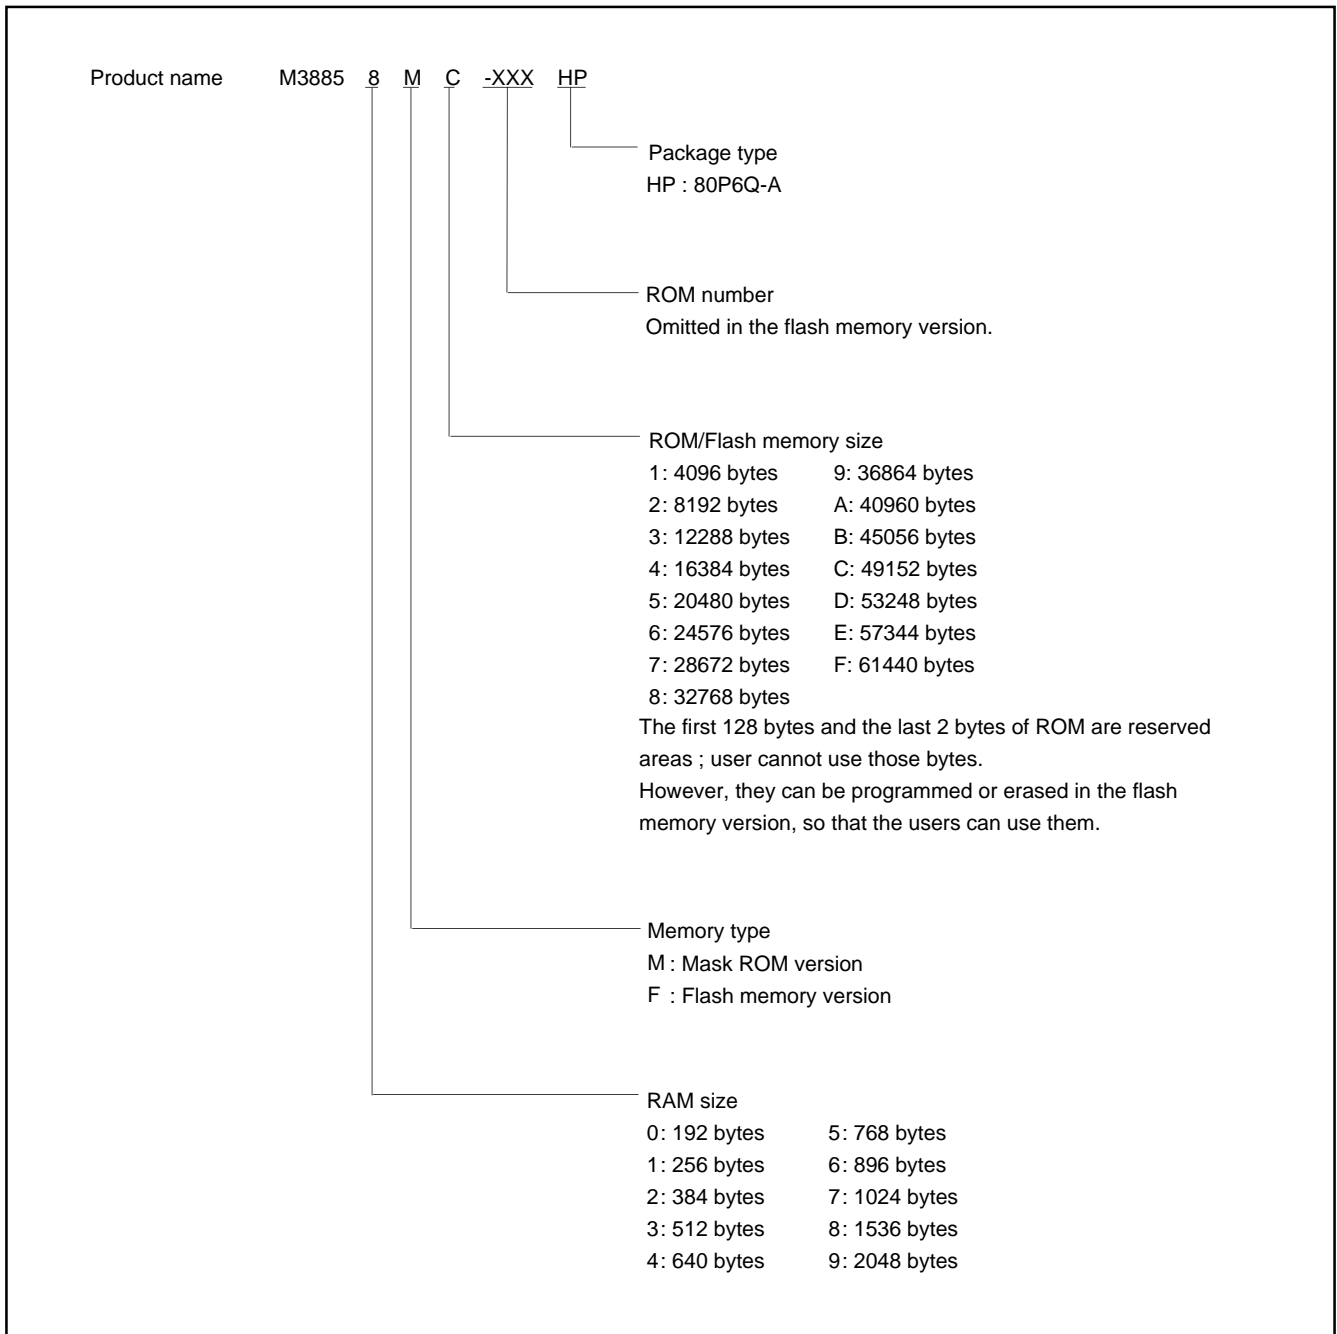 Product name M3885 8 M C -XXX HP
Package type
HP : 80P6Q-A
ROM number
Omitted in the flash memory version.
ROM/Flash memory size
1: 4096 bytes 9: 36864 bytes
2: 8192 bytes A: 40960 bytes
3: 12288 bytes B: 45056 bytes
4: 16384 bytes C: 49152 bytes
5: 20480 bytes D: 53248 bytes
6: 24576 bytes E: 57344 bytes
7: 28672 bytes F: 61440 bytes
8: 32768 bytes
The first 128 bytes and the last 2 bytes of ROM are reserved
areas ; user cannot use those bytes.
However, they can be programmed or erased in the flash
memory version, so that the users can use them.
Memory type
M : Mask ROM version
F : Flash memory version
RAM size
0: 192 bytes 5: 768 bytes
1: 256 bytes 6: 896 bytes
2: 384 bytes 7: 1024 bytes
3: 512 bytes 8: 1536 bytes
4: 640 bytes 9: 2048 bytes